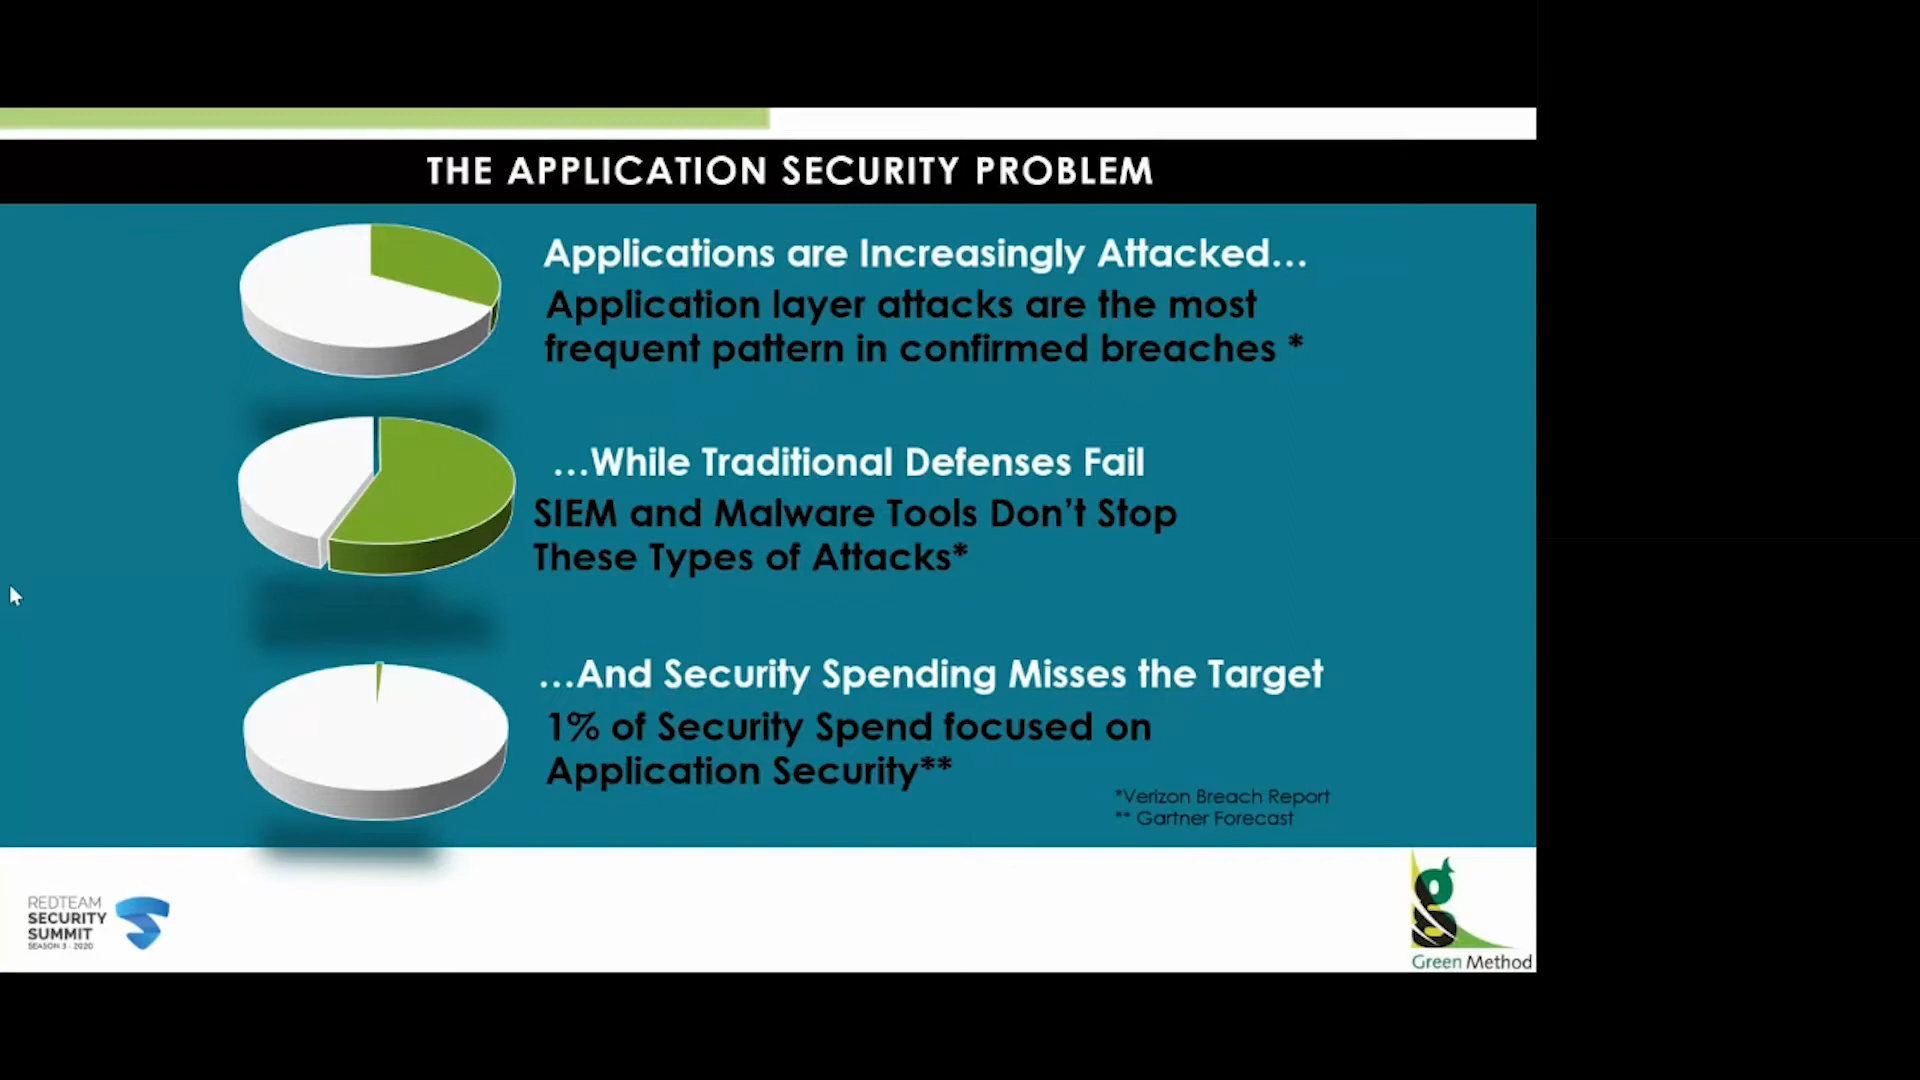 THE APPLICATION SECURITY PROBLEM
Applications are Increasingly Attacked...
Application layer attacks are the most
frequent pattern in confirmed breaches *
...While Traditional Defenses Fail
SIEM and Malware Tools Don't Stop
These Types of Attacks*
...And Security Spending Misses the Target
1% of Security Spend focused on
Application Security**
*Verizon Breach Report
** Gartner Forecast
REDTEAM
SECURITY
SUMMIT
SEASON 3 - 2020
g
Green Method